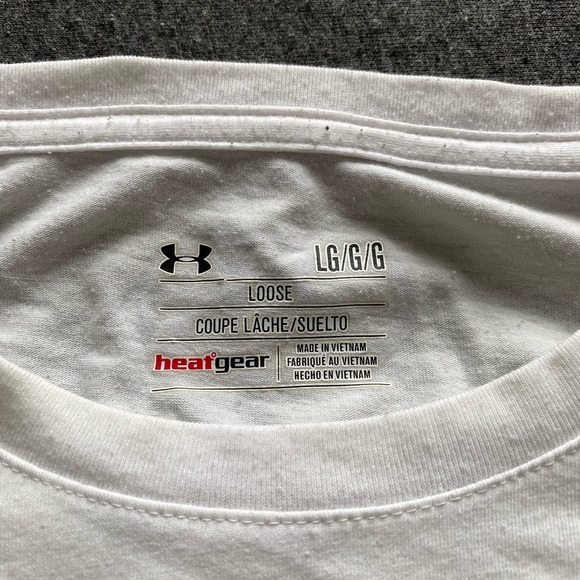 LG/G/G
LOOSE
COUPE LÂCHE/SUELTO
heatgear
MADE IN VIETNAM
FABRIQUÉ AU VIETNAM
HECHO EN VIETNAM